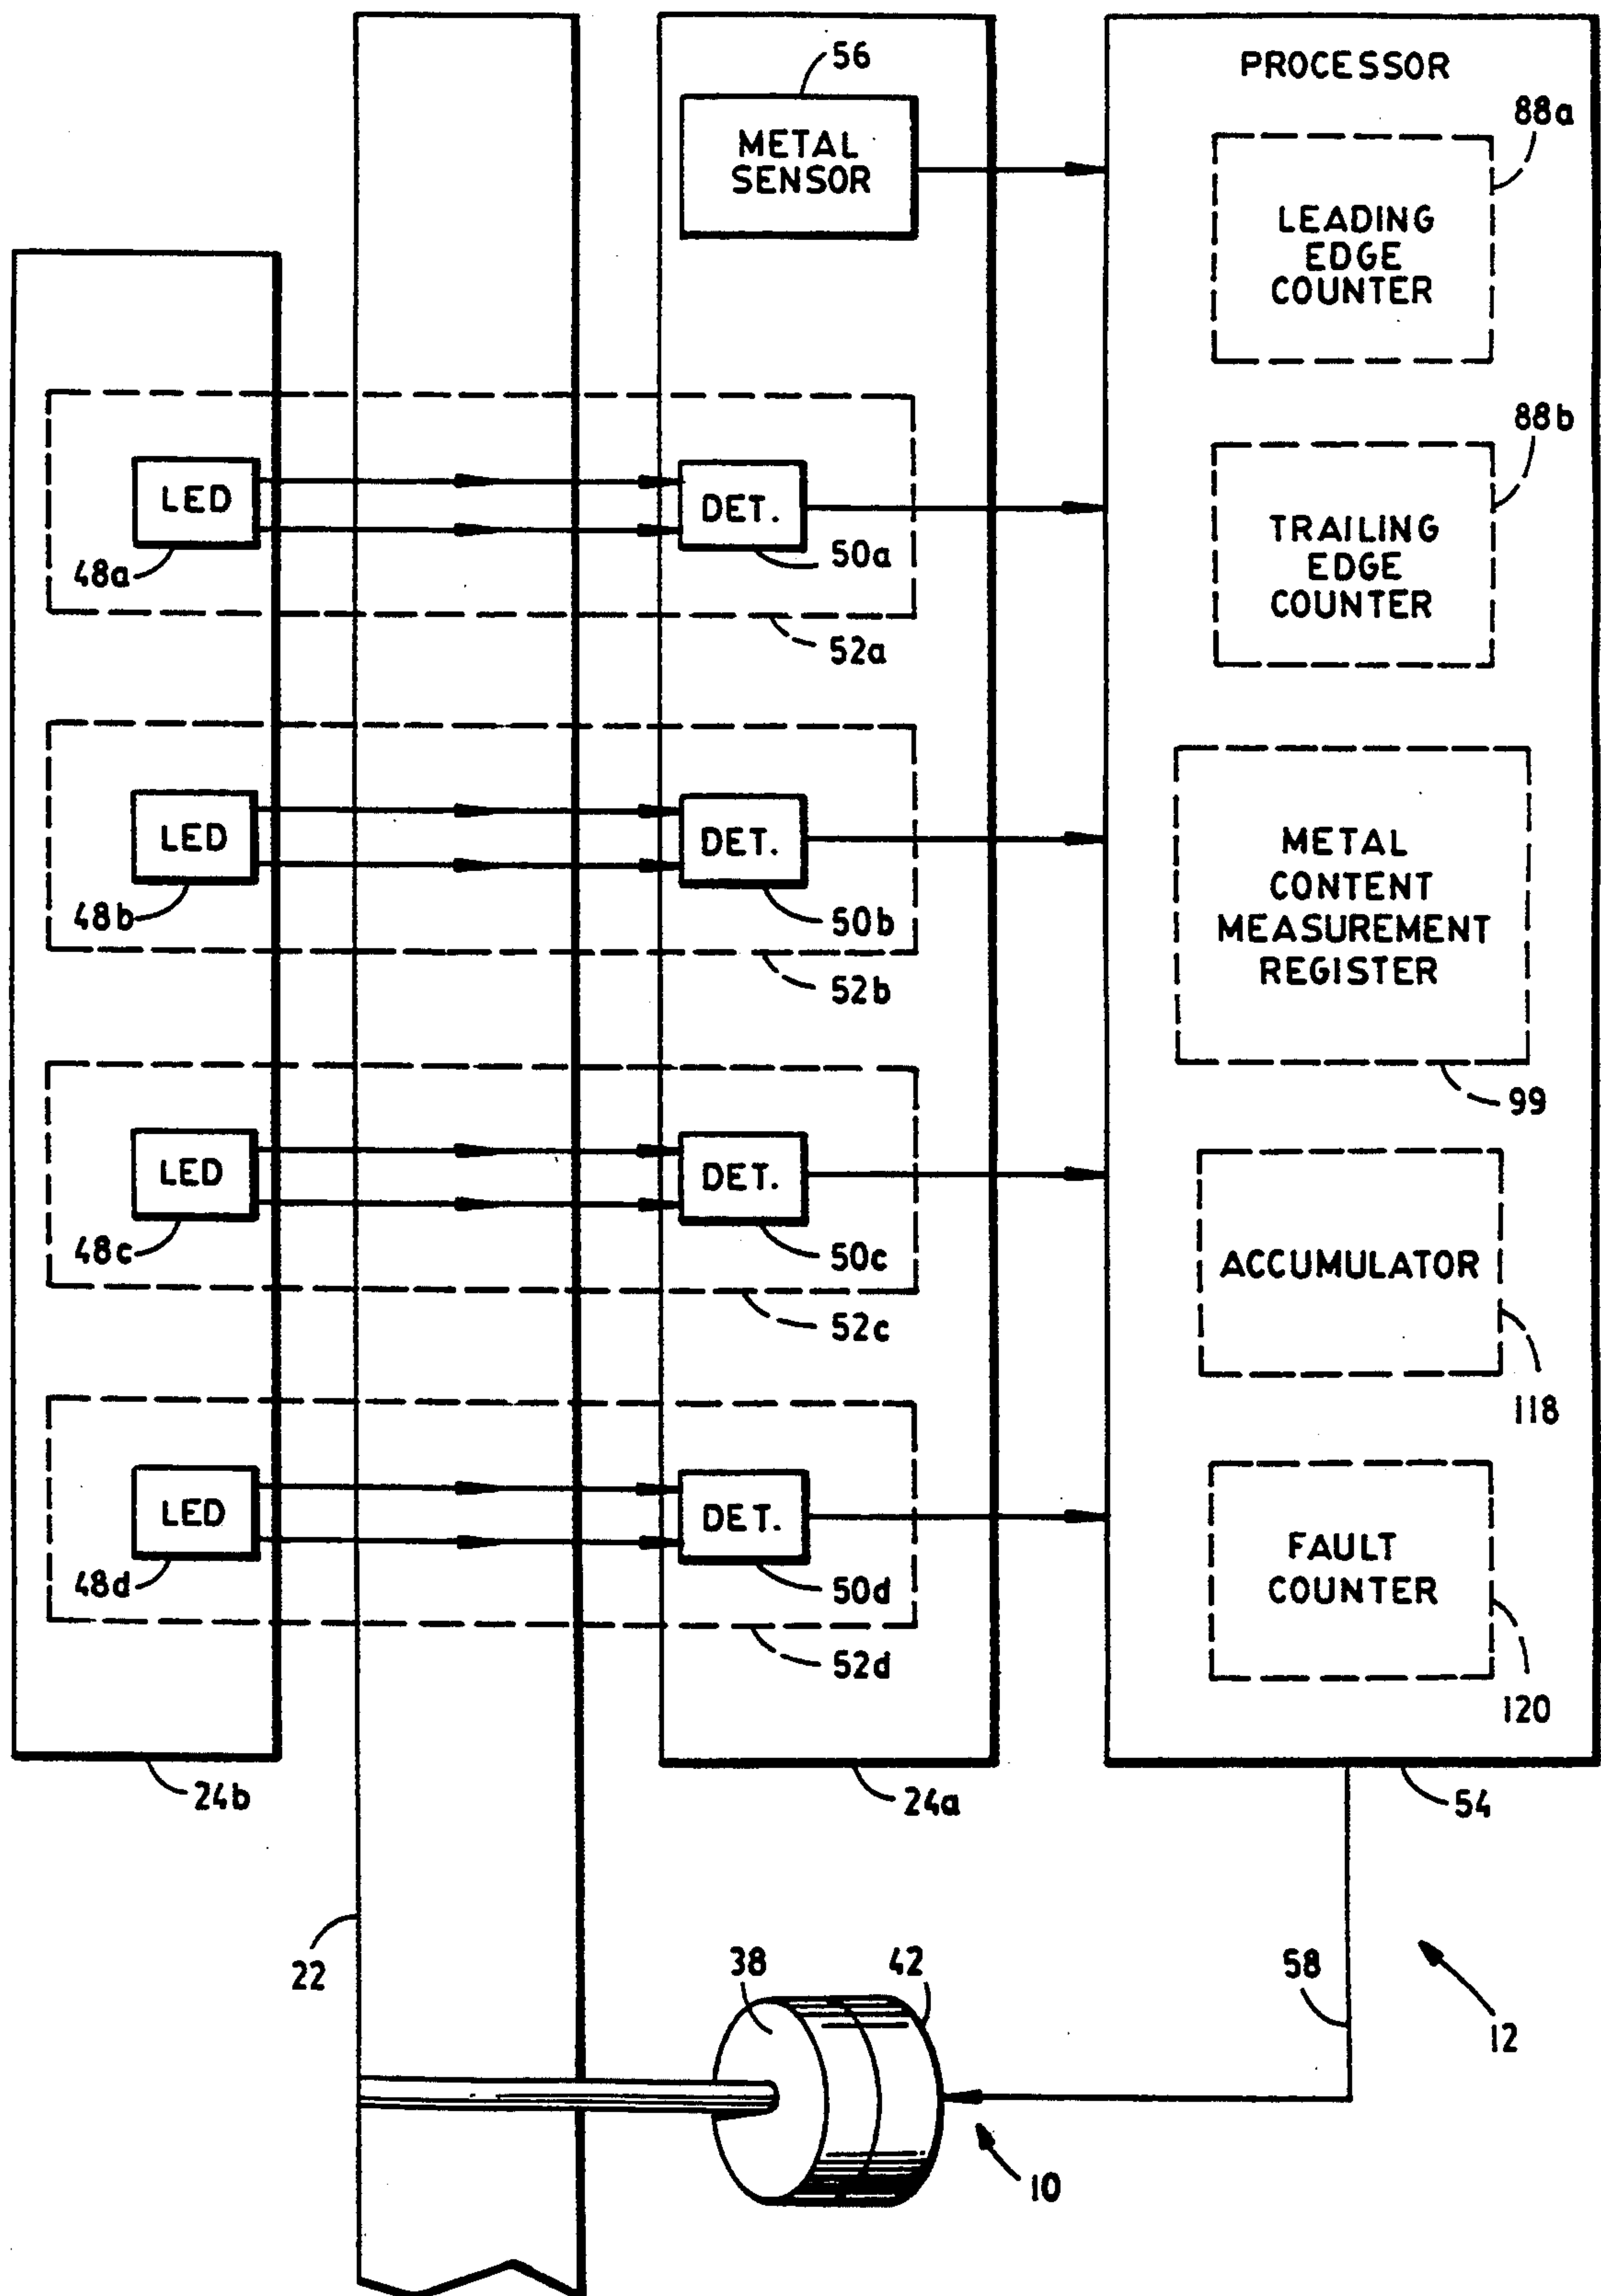 56
PROCESSOR
88a
METAL
SENSOR
LEADING
EDGE
COUNTER
88b
LED
DET.
TRAILING
EDGE
COUNTER
48a
50a
52a
LED
DET.
METAL
CONTENT
MEASUREMENT
REGISTER
48b
50b
52b
99
LED
DET.
48c
50c
ACCUMULATOR
52c
118
LED
DET.
FAULT
COUNTER
48d
50d
52d
120
24b
24a
54
22
38
42
58
12
10